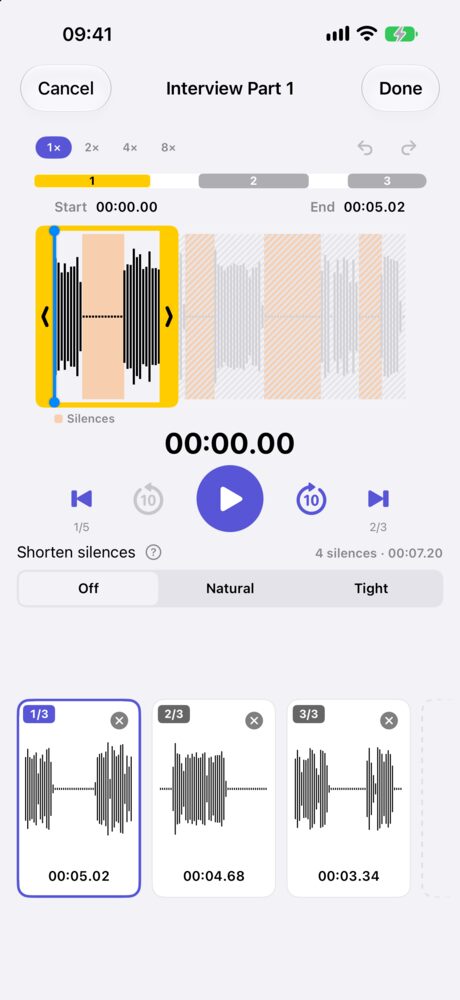 09:41
Cancel
Interview Part 1
Done
1×
2×
4×
8×
1
2
3
Start 00:00.00
End 00:05.02
Silences
00:00.00
10
10
1/5
2/3
Shorten silences ?
4 silences · 00:07.20
Off
Natural
Tight
1/3
2/3
3/3
00:05.02
00:04.68
00:03.34